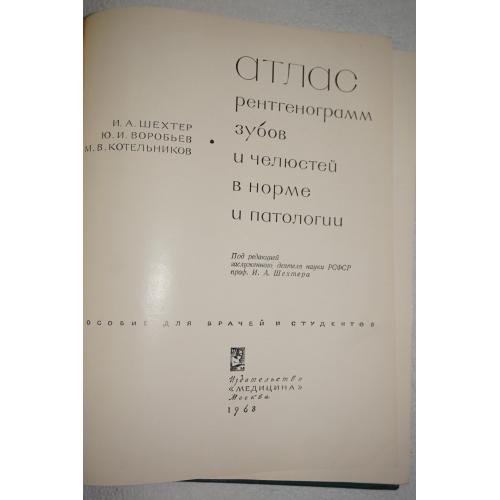 И. А. ШЕХТЕР
Ю. И. ВОРОБЬЕВ
М. В. КОТЕЛЬНИКОВ
атлас
рентгенограмм
зубов
и челюстей
в норме
и патологии
Под редакцией
заслуженного деятеля науки РСФСР
проф. И. А. Шехтера
ОСОБИЕ ДЛЯ ВРАЧЕЙ И СТУДЕНТОВ
Издательство
«МЕДИЦИНА»
Москва
1968